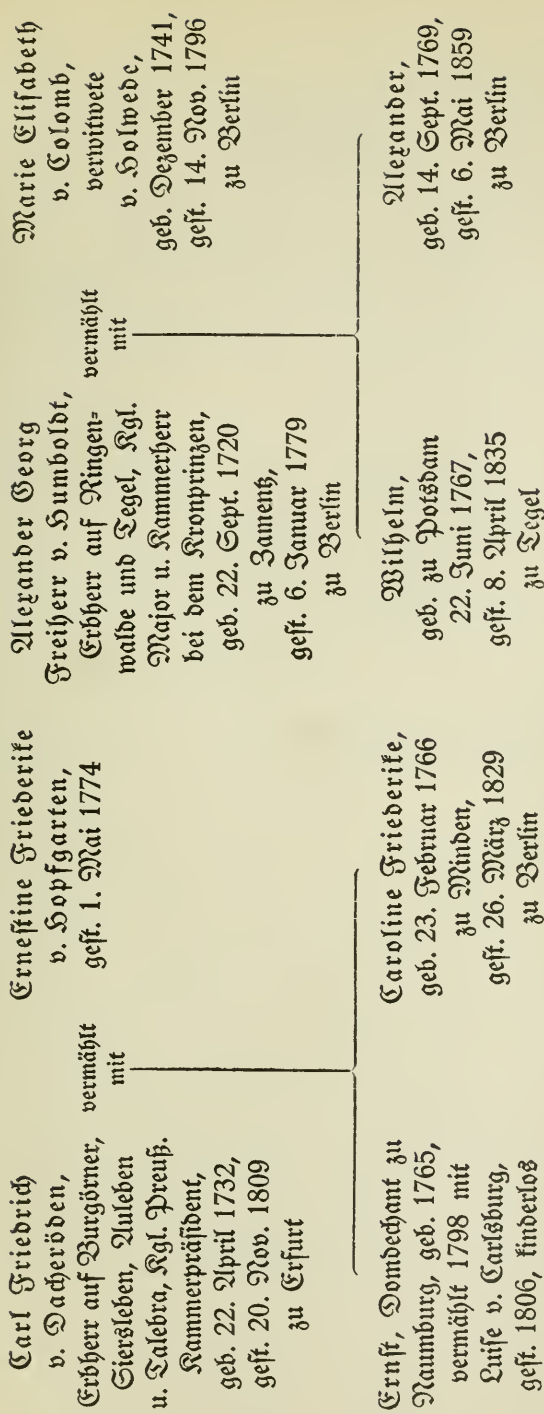 Carl Friedrich
v. Dacheröden,
Erbherr auf Burgörner,
Siersleben, Auleben
u. Talebra, Kgl. Preuß.
Kammerpräsident,
geb. 22. April 1732,
gest. 20. Nov. 1809
zu Erfurt
vermählt
mit
Ernestine Friederike
v. Hopfgarten,
gest. 1. Mai 1774
Alexander Georg
Freiherr v. Humboldt,
Erbherr auf Ringen-
walde und Tegel, Kgl.
Major u. Kammerherr
bei dem Kronprinzen,
geb. 22. Sept. 1720
zu Zamentz,
gest. 6. Januar 1779
zu Berlin
vermählt
mit
Marie Elisabeth
v. Colomb,
verwitwete
v. Holwede,
geb. Dezember 1741,
gest. 14. Nov. 1796
zu Berlin
Ernst, Domdechant zu
Naumburg, geb. 1765,
vermählt 1798 mit
Luise v. Carlsburg,
gest. 1806, kinderlos
Caroline Friederike,
geb. 23. Februar 1766
zu Minden,
gest. 26. März 1829
zu Berlin
Wilhelm,
geb. zu Potsdam
22. Juni 1767,
gest. 8. April 1835
zu Tegel
Alexander,
geb. 14. Sept. 1769,
gest. 6. Mai 1859
zu Berlin